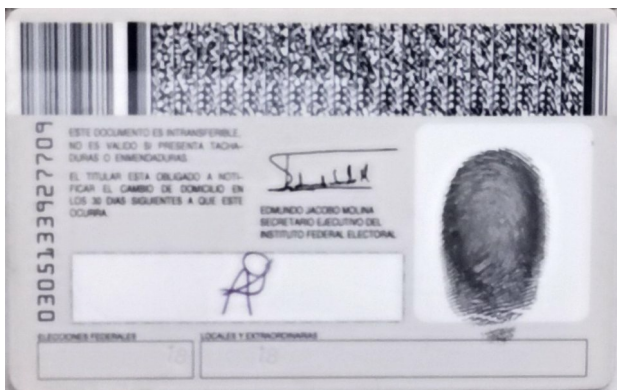 ESTE DOCUMENTO ES INTRANSFERIBLE,
NO ES VALIDO SI PRESENTA TACHA-
DURAS O ENMENDADURAS.
EL TITULAR ESTA OBLIGADO A NOTI-
FICAR EL CAMBIO DE DOMICILIO EN
LOS 30 DIAS SIGUIENTES A QUE ESTE
OCURRA.
EDMUNDO JACOBO MOLINA
SECRETARIO EJECUTIVO DEL
INSTITUTO FEDERAL ELECTORAL
0305133927709
ELECCIONES FEDERALES
LOCALES Y EXTRAORDINARIAS
18
18